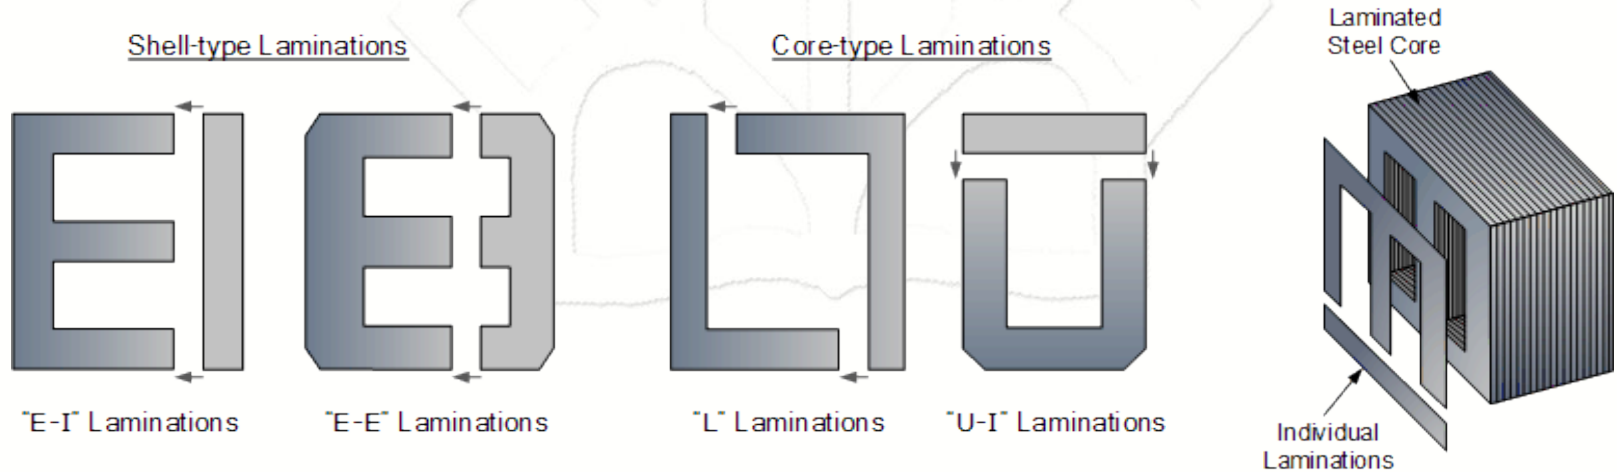 Shell-type Laminations
Core-type Laminations
Laminated
Steel Core
"E-I" Laminations
"E-E" Laminations
"L" Laminations
"U-I" Laminations
Individual
Laminations